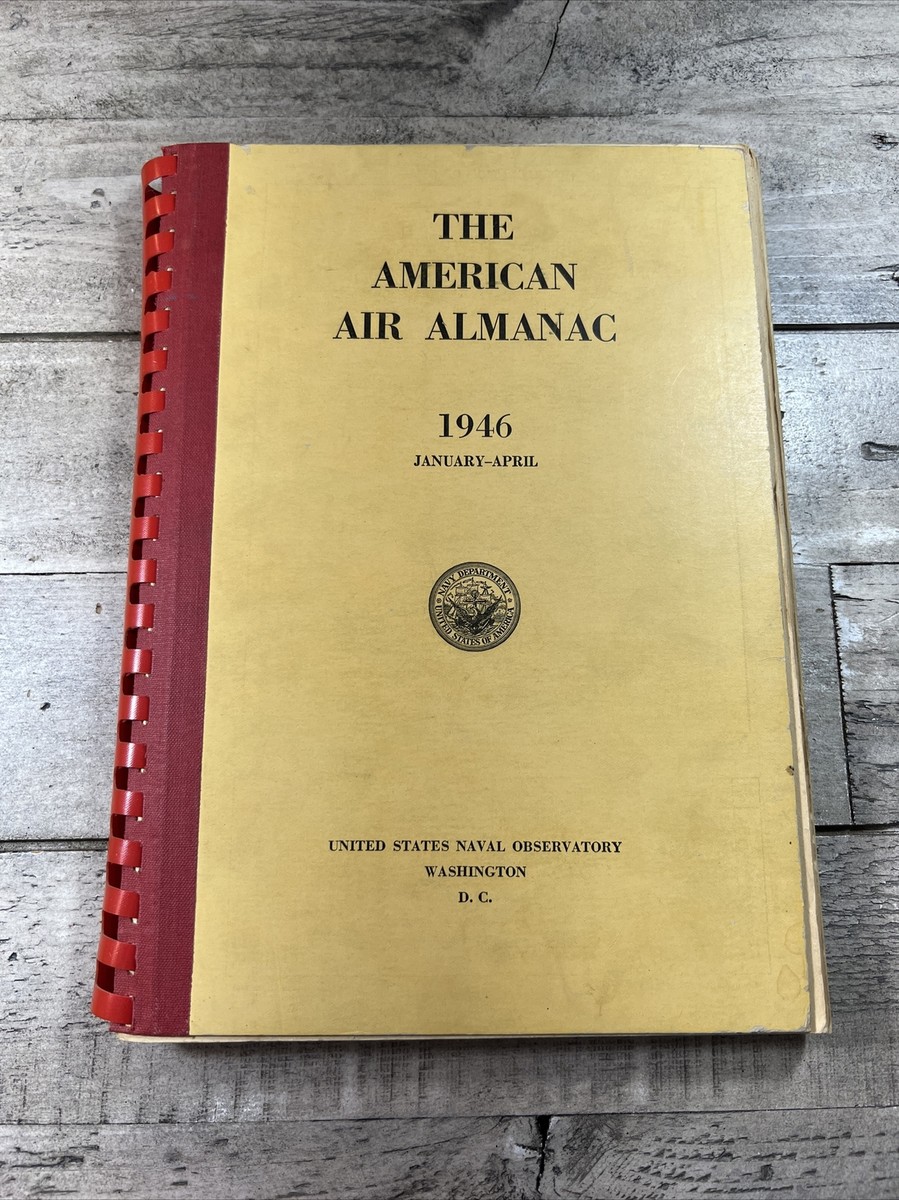 THE
AMERICAN
AIR ALMANAC
1946
JANUARY–APRIL
NAVY DEPARTMENT
UNITED STATES OF AMERICA
UNITED STATES NAVAL OBSERVATORY
WASHINGTON
D. C.